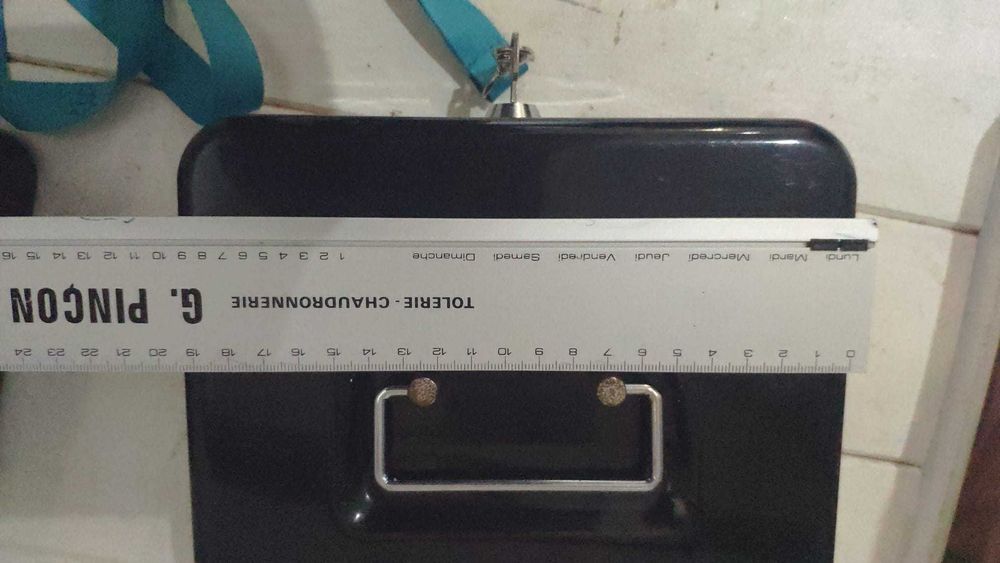 0 1 2 3 4 5 6 7 8 9 10 11 12 13 14 15 16 17 18 19 20 21 22 23 24
TOLERIE - CHAUDRONNERIE G. PINÇON
Lundi Mardi Mercredi Jeudi Vendredi Samedi Dimanche 1 2 3 4 5 6 7 8 9 10 11 12 13 14 15 16